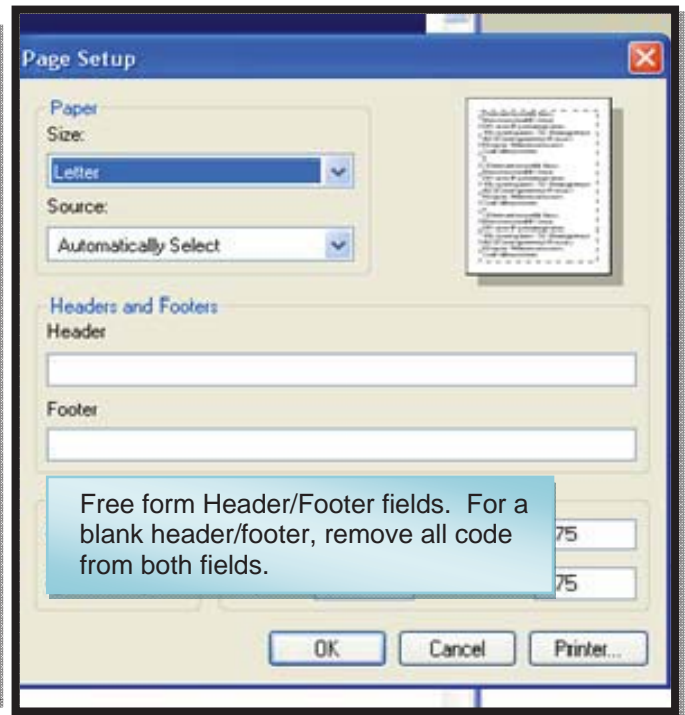 Page Setup
Paper
Size:
Letter
Source:
Automatically Select
Headers and Footers
Header
Footer
Free form Header/Footer fields.  For a
blank header/footer, remove all code
from both fields.
75
75
OK
Cancel
Printer...